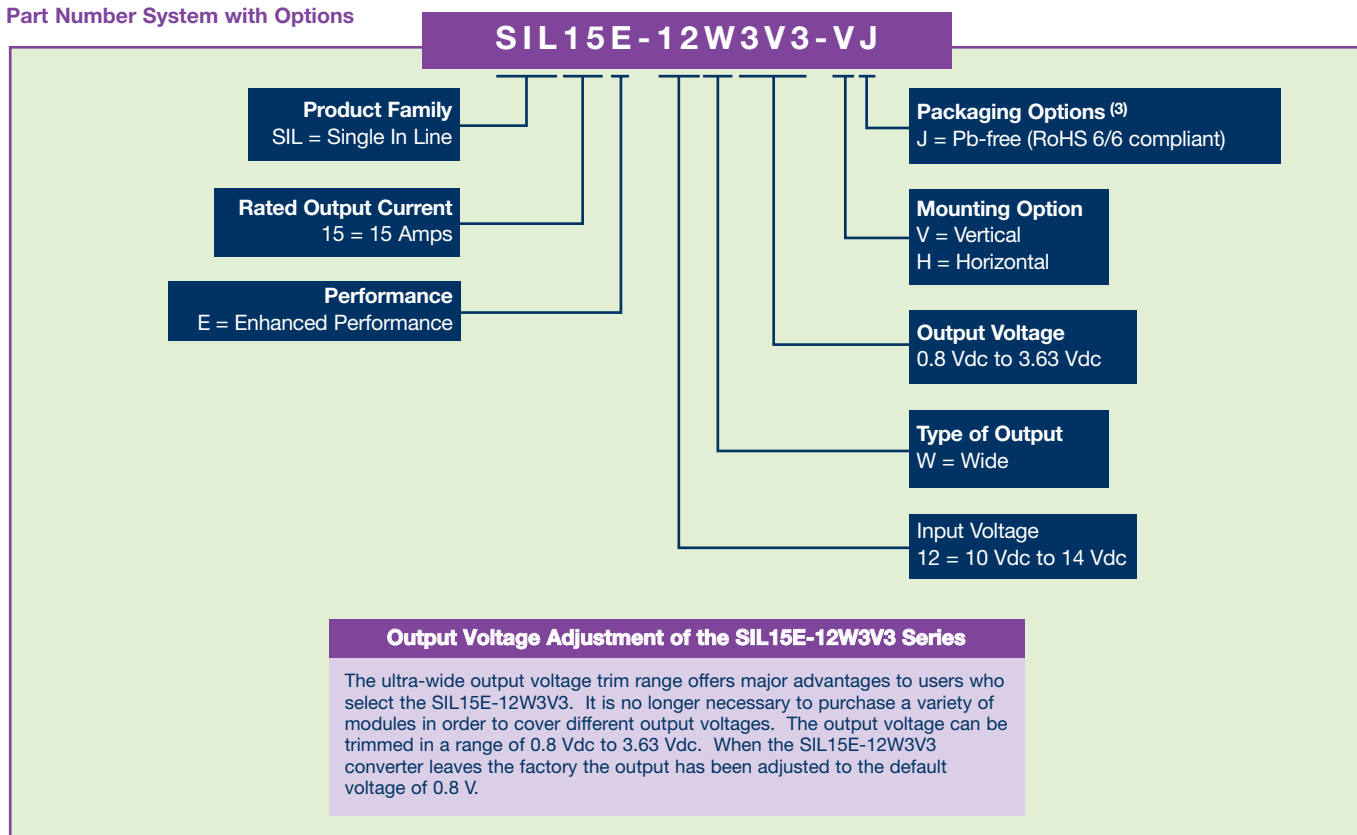 Part Number System with Options
SIL15E-12W3V3-VJ
Product Family
SIL = Single In Line
Rated Output Current
15 = 15 Amps
Performance
E = Enhanced Performance
Packaging Options (3)
J = Pb-free (RoHS 6/6 compliant)
Mounting Option
V = Vertical
H = Horizontal
Output Voltage
0.8 Vdc to 3.63 Vdc
Type of Output
W = Wide
Input Voltage
12 = 10 Vdc to 14 Vdc
Output Voltage Adjustment of the SIL15E-12W3V3 Series
The ultra-wide output voltage trim range offers major advantages to users who
select the SIL15E-12W3V3. It is no longer necessary to purchase a variety of
modules in order to cover different output voltages. The output voltage can be
trimmed in a range of 0.8 Vdc to 3.63 Vdc. When the SIL15E-12W3V3
converter leaves the factory the output has been adjusted to the default
voltage of 0.8 V.